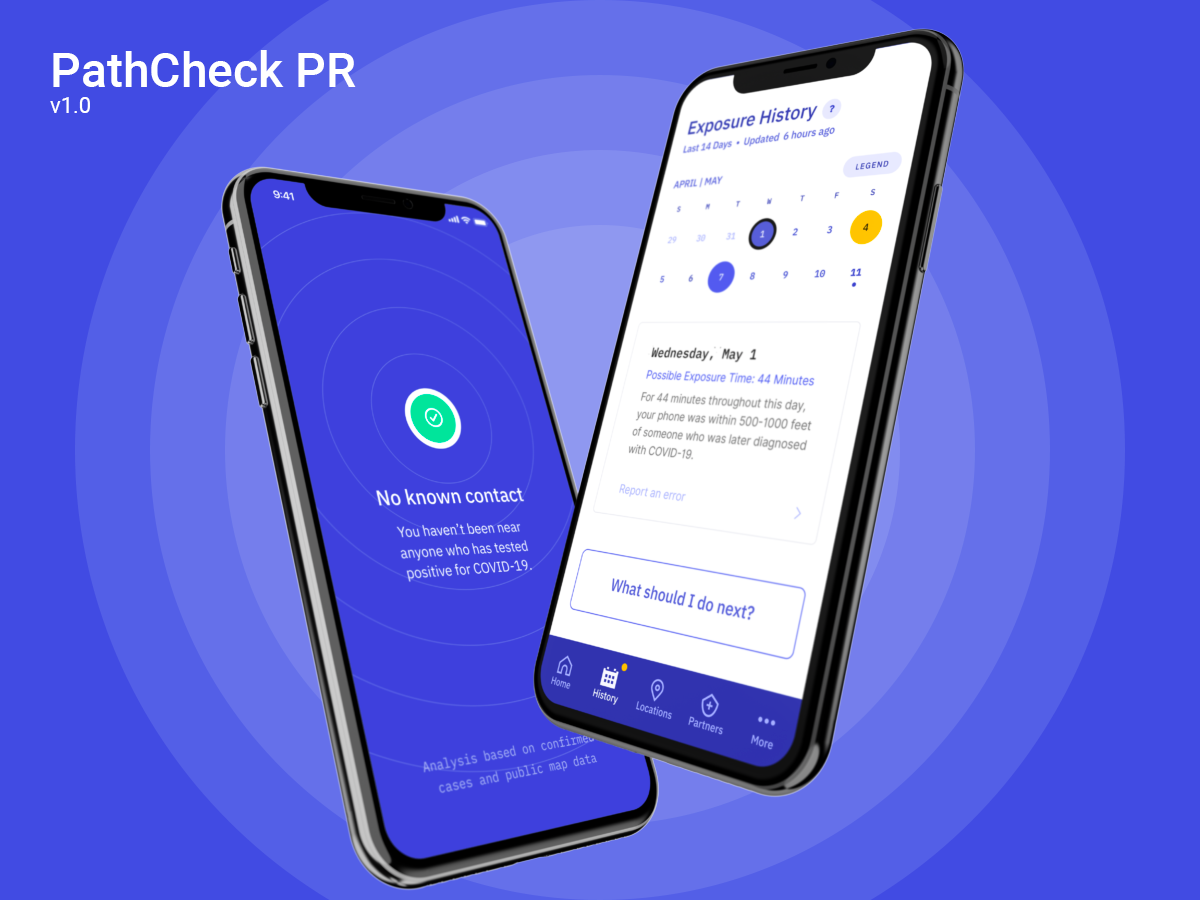 PathCheck PR
v1.0
9:41
No known contact
You haven't been near
anyone who has tested
positive for COVID-19.
Analysis based on confirmed
cases and public map data
Exposure History ?
Last 14 Days • Updated 6 hours ago
LEGEND
APRIL | MAY
S M T W T F S
29 30 31 1 2 3 4
5 6 7 8 9 10 11
Wednesday, May 1
Possible Exposure Time: 44 Minutes
For 44 minutes throughout this day,
your phone was within 500-1000 feet
of someone who was later diagnosed
with COVID-19.
Report an error
What should I do next?
Home History Locations Partners More